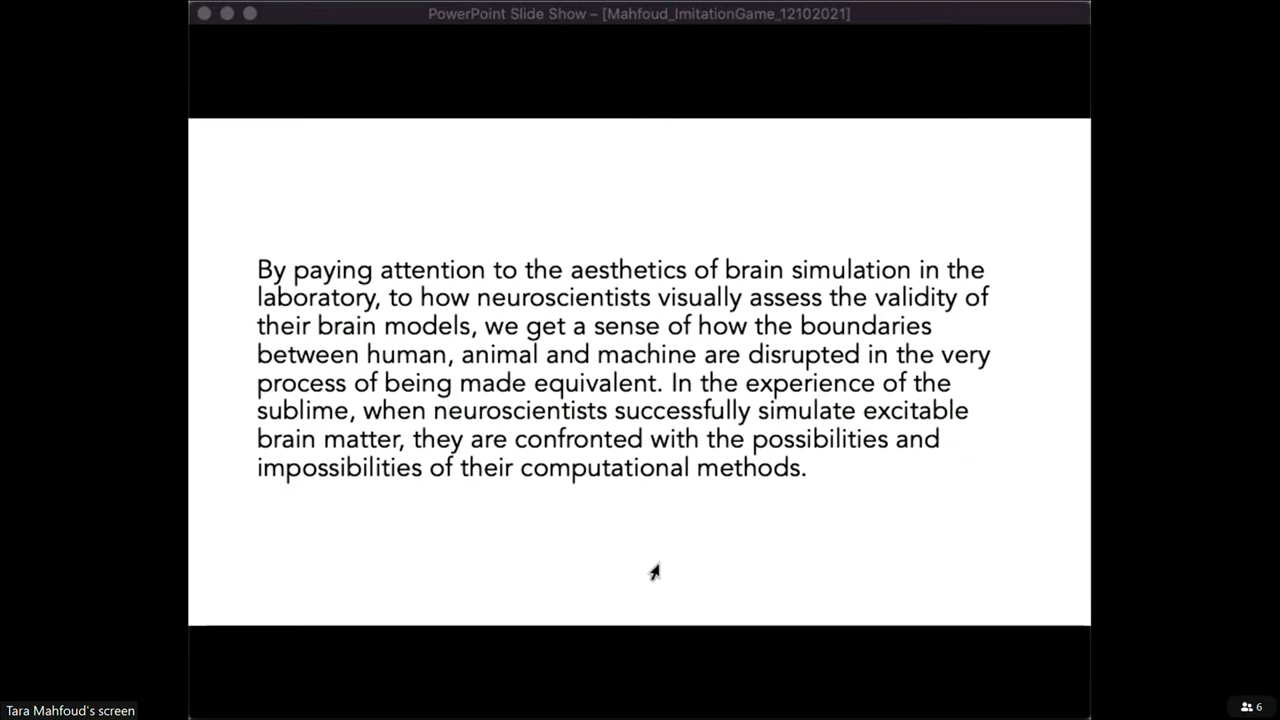 PowerPoint Slide Show – [Mahfoud_ImitationGame_12102021]
By paying attention to the aesthetics of brain simulation in the
laboratory, to how neuroscientists visually assess the validity of
their brain models, we get a sense of how the boundaries
between human, animal and machine are disrupted in the very
process of being made equivalent. In the experience of the
sublime, when neuroscientists successfully simulate excitable
brain matter, they are confronted with the possibilities and
impossibilities of their computational methods.
Tara Mahfoud's screen
6